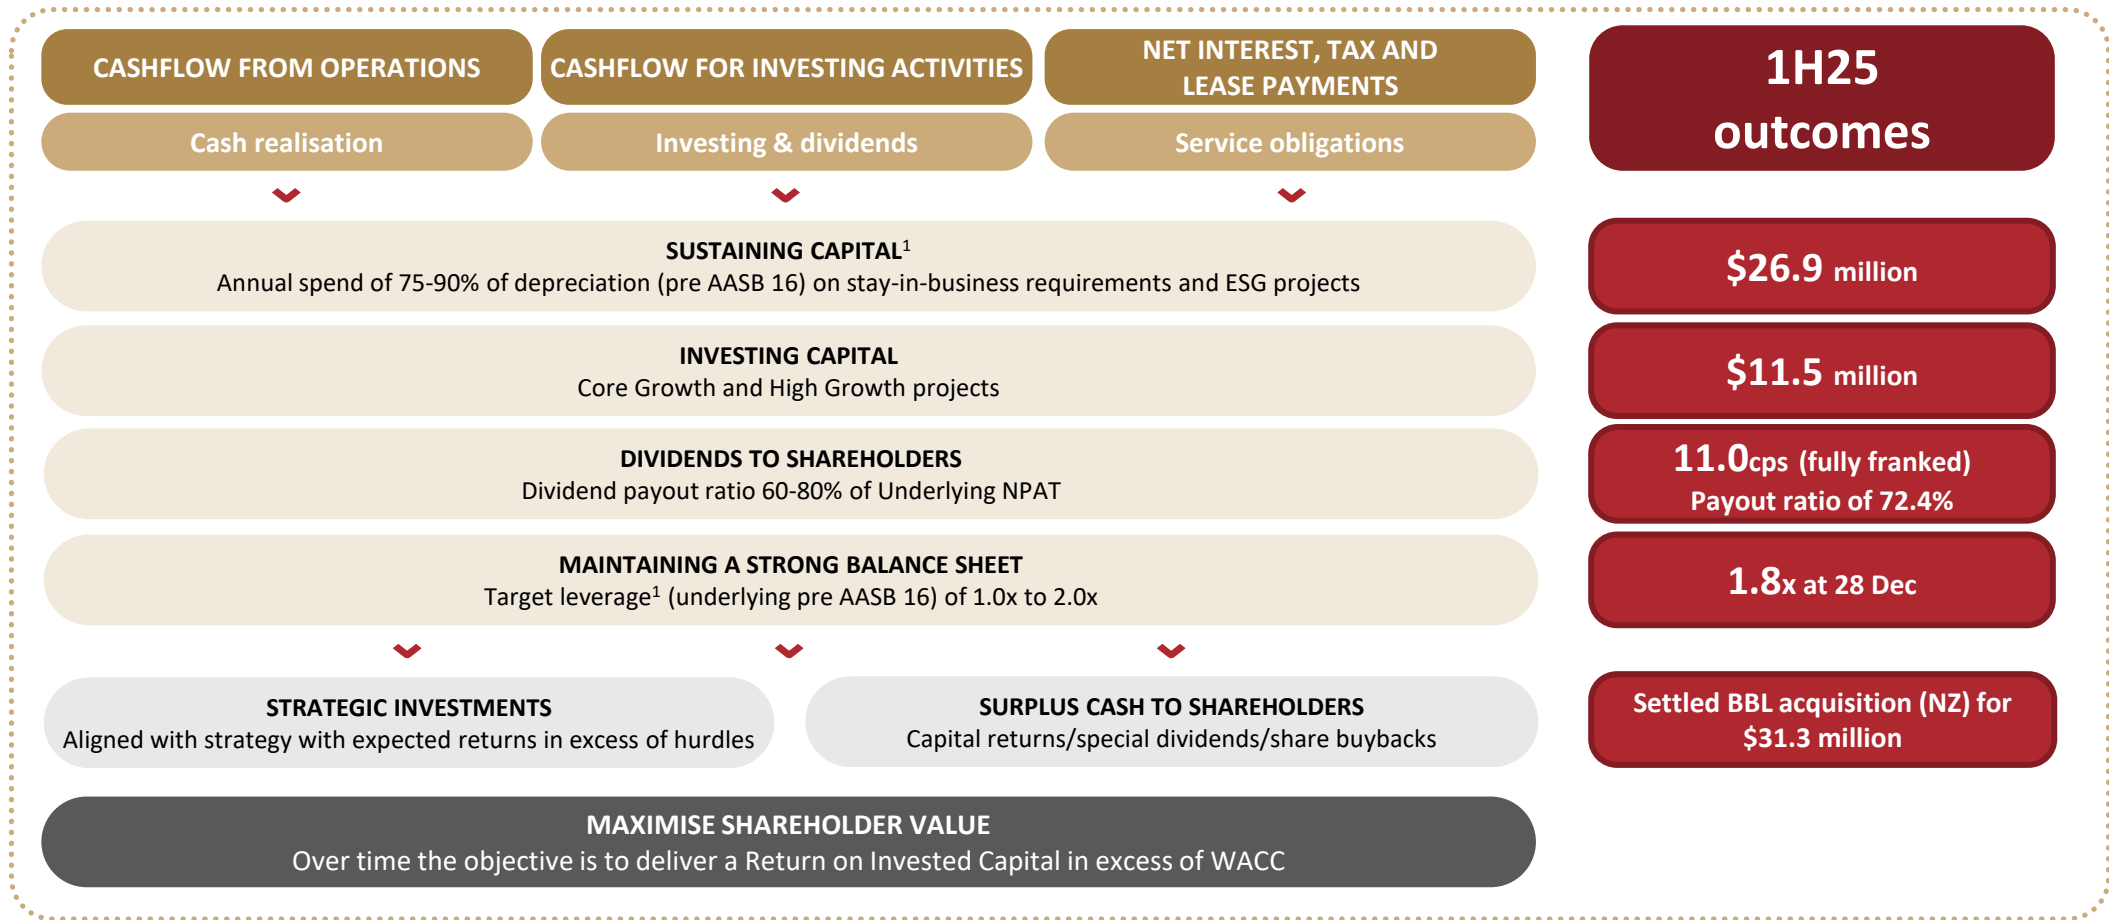 CASHFLOW FROM OPERATIONS
CASHFLOW FOR INVESTING ACTIVITIES
NET INTEREST, TAX AND
LEASE PAYMENTS
1H25
outcomes
Cash realisation
Investing & dividends
Service obligations
SUSTAINING CAPITAL¹
Annual spend of 75-90% of depreciation (pre AASB 16) on stay-in-business requirements and ESG projects
$26.9 million
INVESTING CAPITAL
Core Growth and High Growth projects
$11.5 million
DIVIDENDS TO SHAREHOLDERS
Dividend payout ratio 60-80% of Underlying NPAT
11.0cps (fully franked)
Payout ratio of 72.4%
MAINTAINING A STRONG BALANCE SHEET
Target leverage¹ (underlying pre AASB 16) of 1.0x to 2.0x
1.8x at 28 Dec
STRATEGIC INVESTMENTS
Aligned with strategy with expected returns in excess of hurdles
SURPLUS CASH TO SHAREHOLDERS
Capital returns/special dividends/share buybacks
Settled BBL acquisition (NZ) for
$31.3 million
MAXIMISE SHAREHOLDER VALUE
Over time the objective is to deliver a Return on Invested Capital in excess of WACC